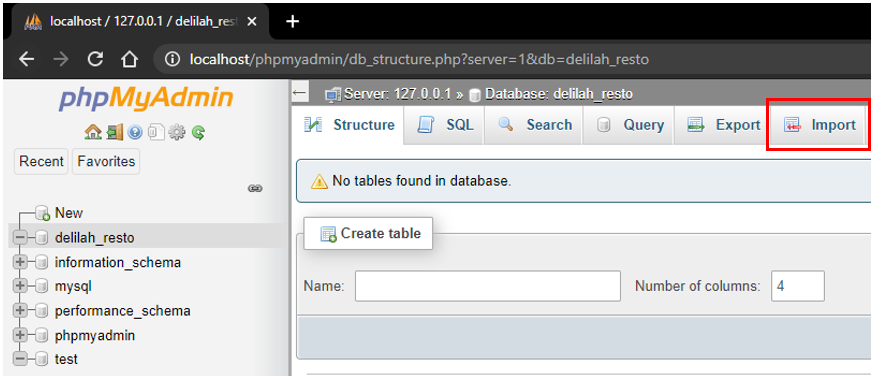 localhost / 127.0.0.1 / delilah_rest
localhost/phpmyadmin/db_structure.php?server=1&db=delilah_resto
phpMyAdmin
Recent Favorites
New
delilah_resto
information_schema
mysql
performance_schema
phpmyadmin
test
Server: 127.0.0.1 » Database: delilah_resto
Structure SQL Search Query Export Import
No tables found in database.
Create table
Name: Number of columns: 4